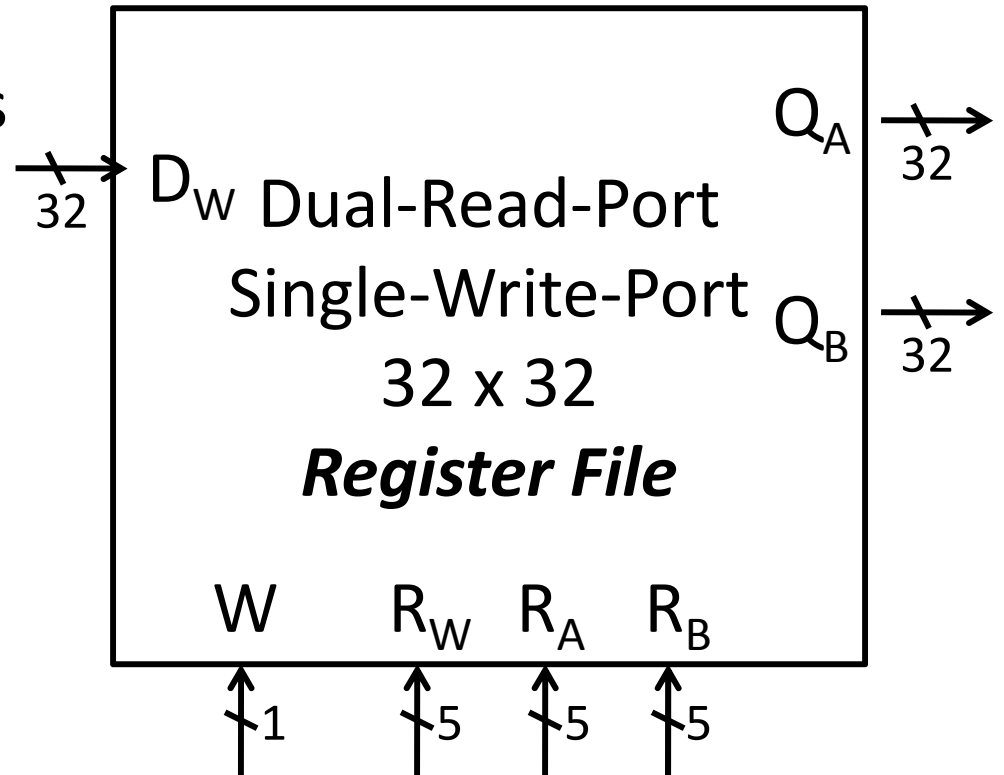 s
D_W
Q_A
32
32
Dual-Read-Port
Single-Write-Port
32 x 32
Register File
Q_B
32
W R_W R_A R_B
1 5 5 5